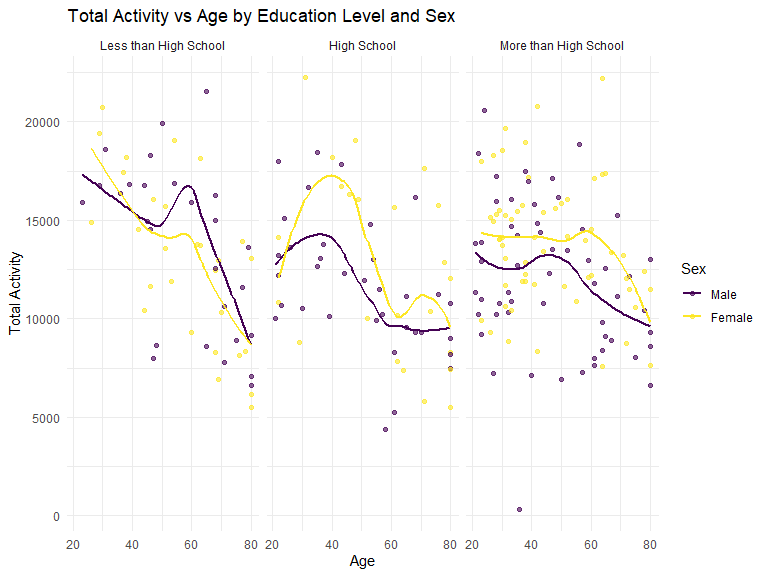 Total Activity vs Age by Education Level and Sex
Less than High School
High School
More than High School
20000
15000
10000
5000
0
Total Activity
20 40 60 80
20 40 60 80
20 40 60 80
Age
Sex
Male
Female